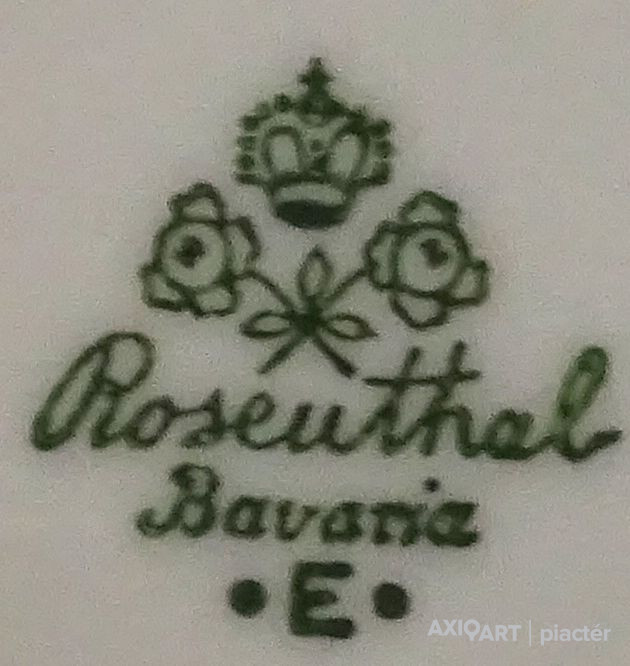 Rosenthal
Bavaria
• E •
AXIOART | piactér